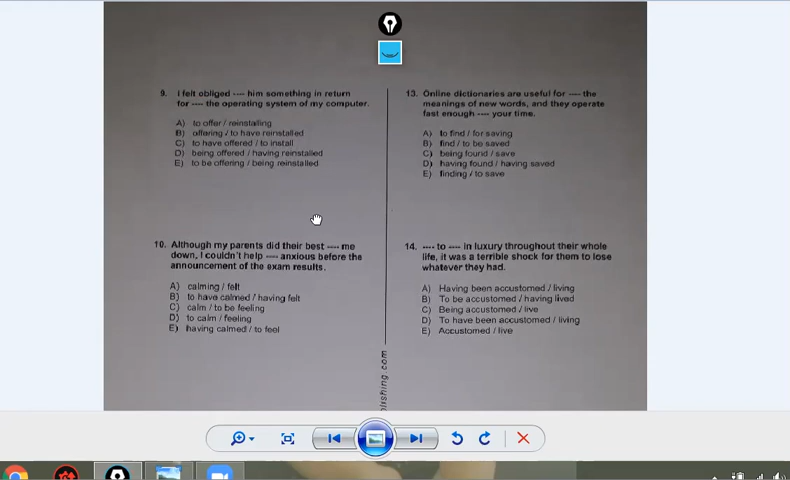 9. I felt obliged ---- him something in return
for ---- the operating system of my computer.
A) to offer / reinstalling
B) offering / to have reinstalled
C) to have offered / to install
D) being offered / having reinstalled
E) to be offering / being reinstalled
10. Although my parents did their best ---- me
down, I couldn't help ---- anxious before the
announcement of the exam results.
A) calming / felt
B) to have calmed / having felt
C) calm / to be feeling
D) to calm / feeling
E) having calmed / to feel
13. Online dictionaries are useful for ---- the
meanings of new words, and they operate
fast enough ---- your time.
A) to find / for saving
B) find / to be saved
C) being found / save
D) having found / having saved
E) finding / to save
14. ---- to ---- in luxury throughout their whole
life, it was a terrible shock for them to lose
whatever they had.
A) Having been accustomed / living
B) To be accustomed / having lived
C) Being accustomed / live
D) To have been accustomed / living
E) Accustomed / live